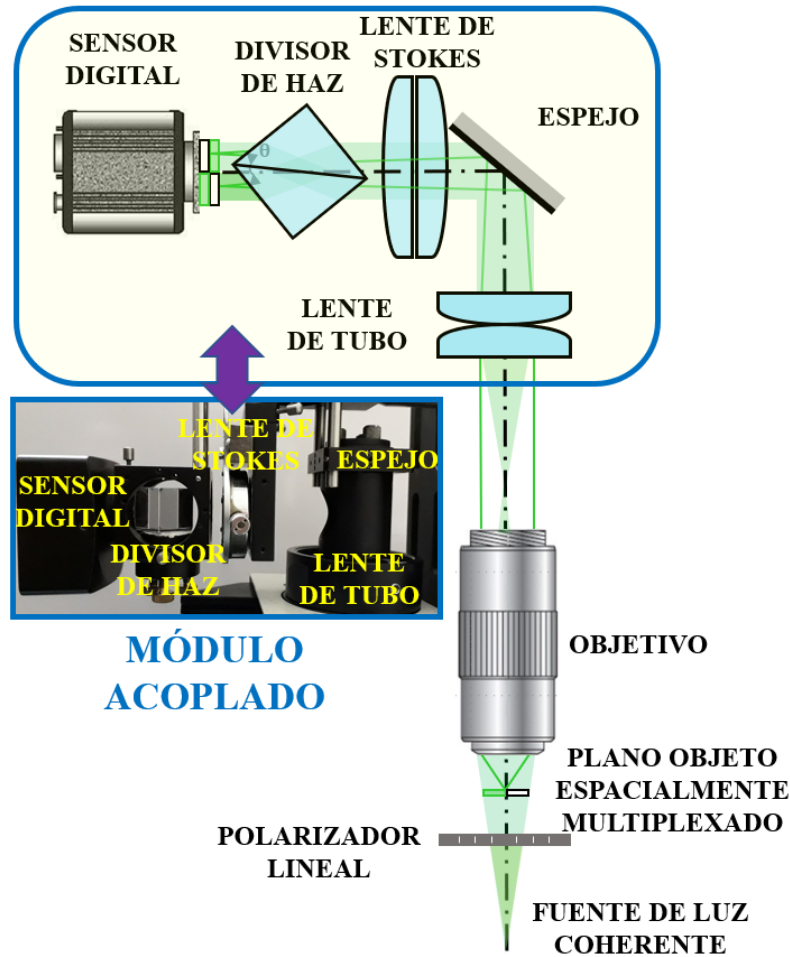 SENSOR
DIGITAL
DIVISOR
DE HAZ
LENTE DE
STOKES
ESPEJO
θ
LENTE
DE TUBO
LENTE DE
STOKES
ESPEJO
SENSOR
DIGITAL
DIVISOR
DE HAZ
LENTE
DE TUBO
MÓDULO
ACOPLADO
OBJETIVO
PLANO OBJETO
ESPACIALMENTE
MULTIPLEXADO
POLARIZADOR
LINEAL
FUENTE DE LUZ
COHERENTE